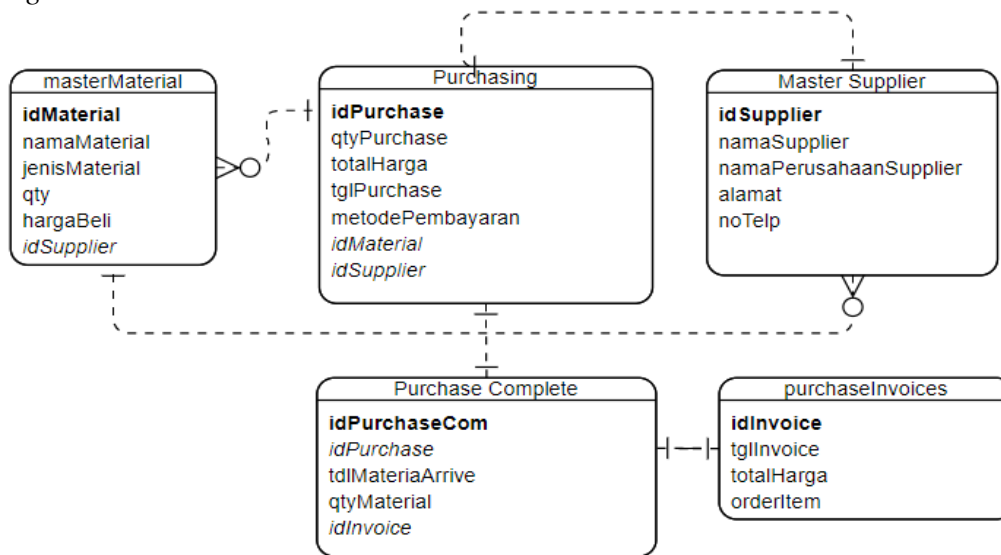 masterMaterial
idMaterial
namaMaterial
jenisMaterial
qty
hargaBeli
idSupplier
Purchasing
idPurchase
qtyPurchase
totalHarga
tglPurchase
metodePembayaran
idMaterial
idSupplier
Master Supplier
idSupplier
namaSupplier
namaPerusahaanSupplier
alamat
noTelp
Purchase Complete
idPurchaseCom
idPurchase
tdlMateriaArrive
qtyMaterial
idInvoice
purchaseInvoices
idInvoice
tglInvoice
totalHarga
orderItem